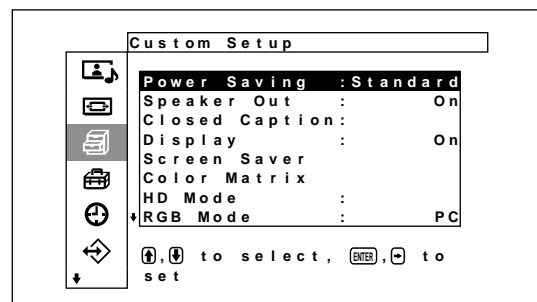 Custom Setup
Power Saving :Standard
Speaker Out : On
Closed Caption:
Display : On
Screen Saver
Color Matrix
HD Mode :
RGB Mode : PC
, to select, ENTER , to
set